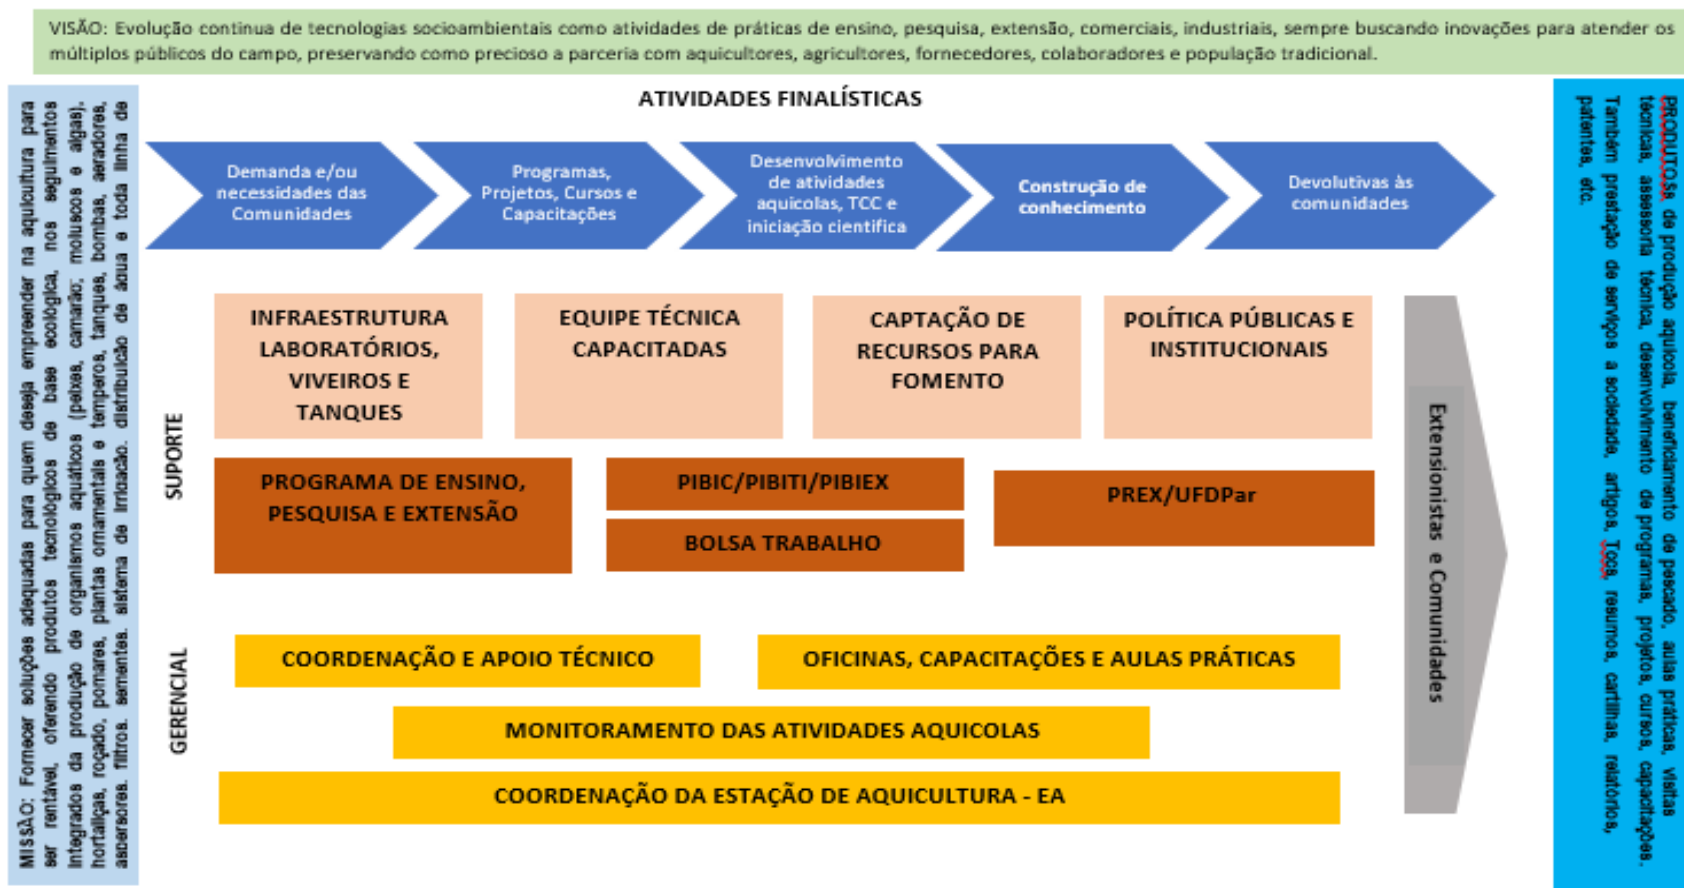 VISÃO: Evolução continua de tecnologias socioambientais como atividades de práticas de ensino, pesquisa, extensão, comerciais, industriais, sempre buscando inovações para atender os
múltiplos públicos do campo, preservando como precioso a parceria com aquicultores, agricultores, fornecedores, colaboradores e população tradicional.
MISSÃO: Fornecer soluções adequadas para quem deseja empreender na aquicultura para
ser rentável, oferendo produtos tecnológicos de base ecológica, nos seguimentos
integrados da produção de organismos aquáticos (peixes, camarão; moluscos e algas),
hortaliças, roçado, pomares, plantas ornamentais e temperos, tanques, bombas, aeradores,
aspersores, filtros, sementes, sistema de irrigação, distribuição de água e toda linha de
ATIVIDADES FINALÍSTICAS
Demanda e/ou
necessidades das
Comunidades
Programas,
Projetos, Cursos e
Capacitações
Desenvolvimento
de atividades
aquicolas, TCC e
iniciação cientifica
Construção de
conhecimento
Devolutivas às
comunidades
SUPORTE
INFRAESTRUTURA
LABORATÓRIOS,
VIVEIROS E
TANQUES
EQUIPE TÉCNICA
CAPACITADAS
CAPTAÇÃO DE
RECURSOS PARA
FOMENTO
POLÍTICA PÚBLICAS E
INSTITUCIONAIS
PROGRAMA DE ENSINO,
PESQUISA E EXTENSÃO
PIBIC/PIBITI/PIBIEX
BOLSA TRABALHO
PREX/UFDPar
GERENCIAL
COORDENAÇÃO E APOIO TÉCNICO
OFICINAS, CAPACITAÇÕES E AULAS PRÁTICAS
MONITORAMENTO DAS ATIVIDADES AQUICOLAS
COORDENAÇÃO DA ESTAÇÃO DE AQUICULTURA - EA
Extensionistas e Comunidades
PRODUTOSs de produção aquicola, beneficiamento de pescado, aulas práticas, visitas
técnicas, assessoria técnica, desenvolvimento de programas, projetos, cursos, capacitações.
Também prestação de serviços a sociedade, artigos, Tccs, resumos, cartilhas, relatórios,
patentes, etc.